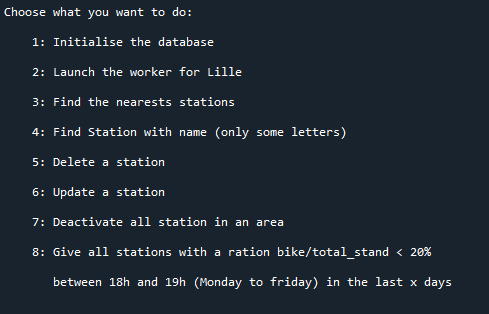 Choose what you want to do:
1: Initialise the database
2: Launch the worker for Lille
3: Find the nearests stations
4: Find Station with name (only some letters)
5: Delete a station
6: Update a station
7: Deactivate all station in an area
8: Give all stations with a ration bike/total_stand < 20%
between 18h and 19h (Monday to friday) in the last x days